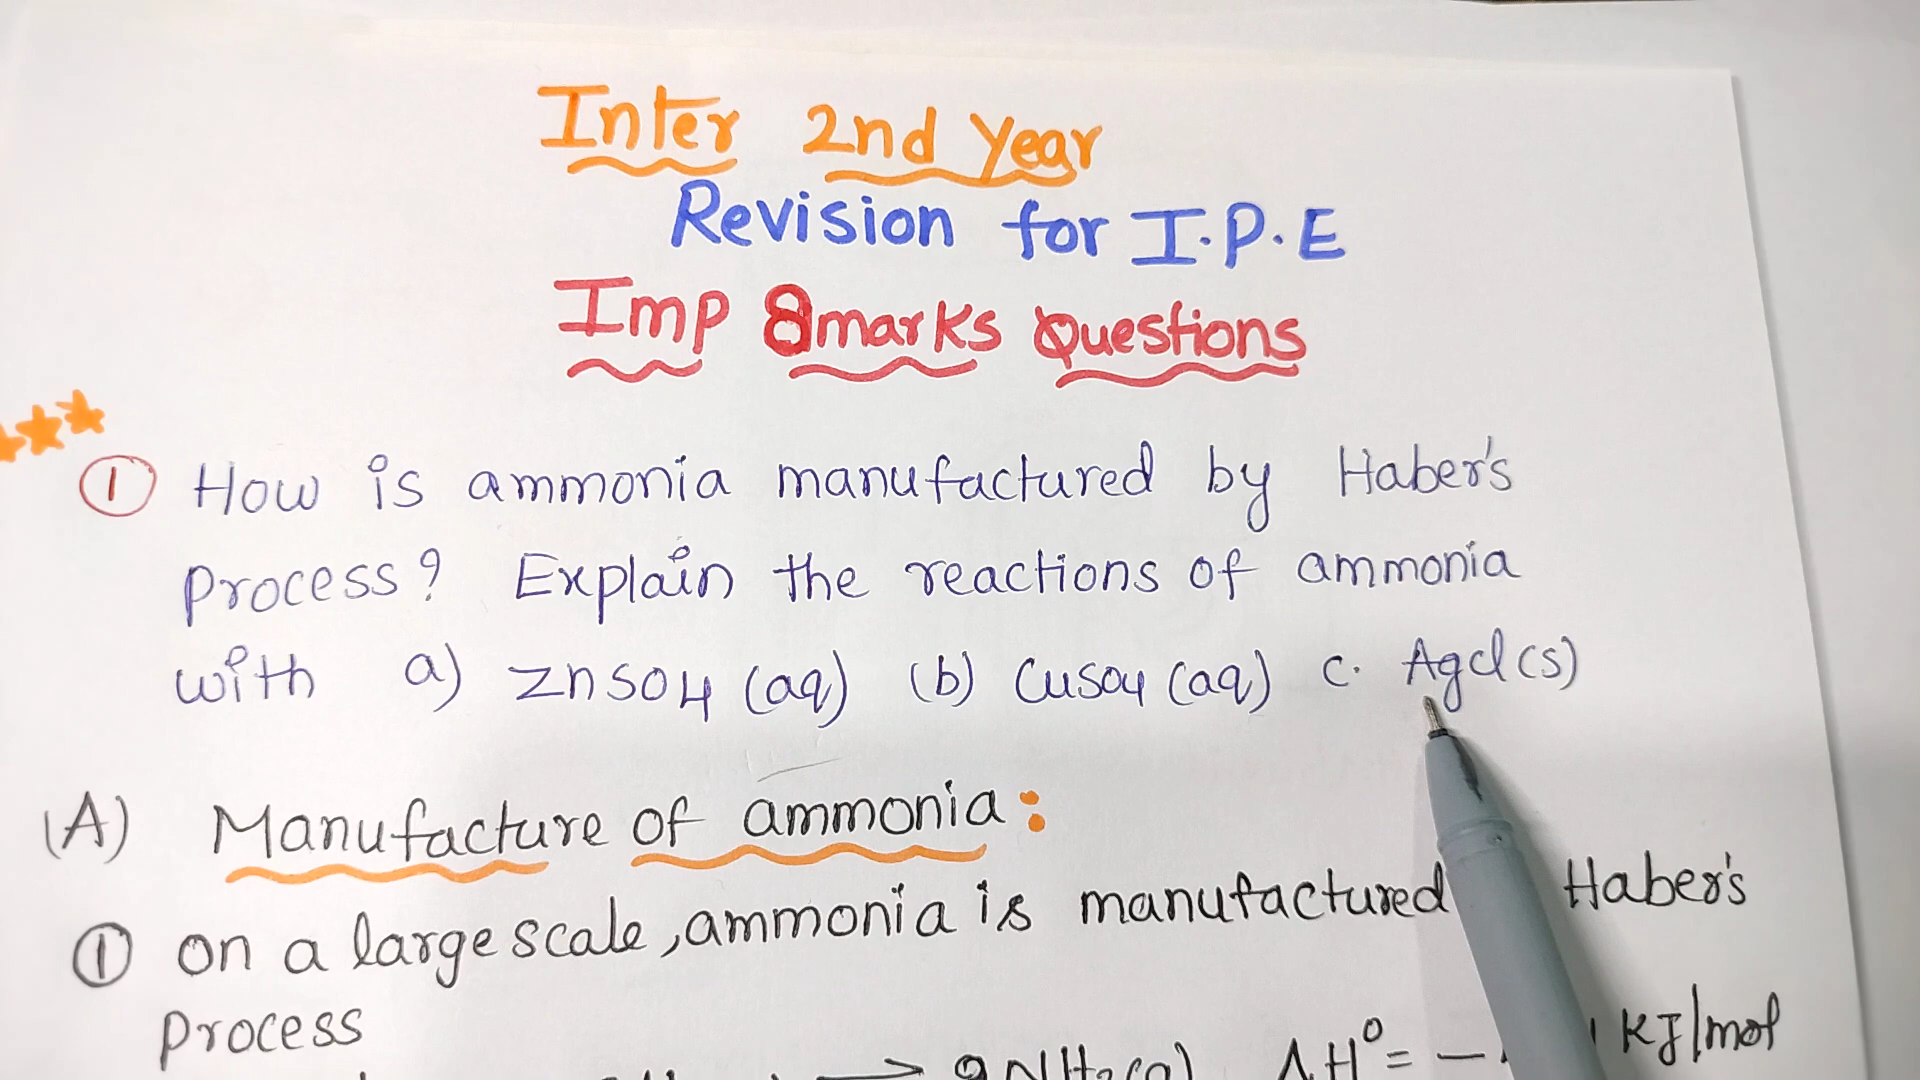 Inter 2nd Year
Revision for I.P.E
Imp 8marks Questions
① How is ammonia manufactured by Haber's
process? Explain the reactions of ammonia
with a) ZnSO4 (aq) (b) CuSO4 (aq) c. Agcl(s)
(A) Manufacture of ammonia:
① on a large scale, ammonia is manufactured Haber's
process
ΔH⁰= – KJ/mol